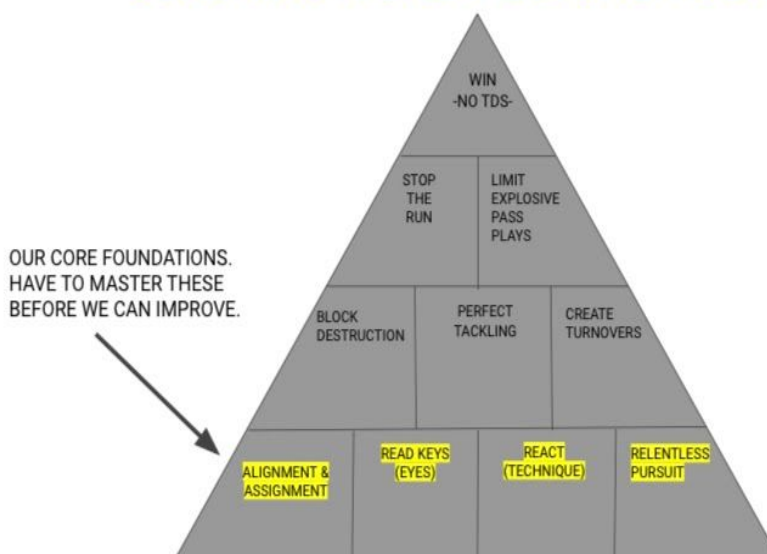 WIN
-NO TDS-
STOP
THE
RUN
LIMIT
EXPLOSIVE
PASS
PLAYS
OUR CORE FOUNDATIONS.
HAVE TO MASTER THESE
BEFORE WE CAN IMPROVE.
BLOCK
DESTRUCTION
PERFECT
TACKLING
CREATE
TURNOVERS
ALIGNMENT &
ASSIGNMENT
READ KEYS
(EYES)
REACT
(TECHNIQUE)
RELENTLESS
PURSUIT